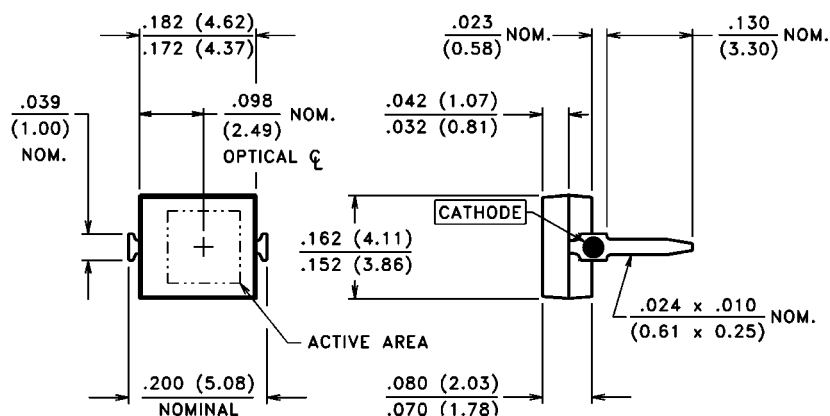 .182 (4.62)
.172 (4.37)
.023
(0.58)
NOM.
.130
(3.30)
NOM.
.039
(1.00)
NOM.
.098
(2.49)
NOM.
OPTICAL ℄
.042 (1.07)
.032 (0.81)
CATHODE
.162 (4.11)
.152 (3.86)
.024 x .010
(0.61 x 0.25)
NOM.
ACTIVE AREA
.200 (5.08)
NOMINAL
.080 (2.03)
.070 (1.78)